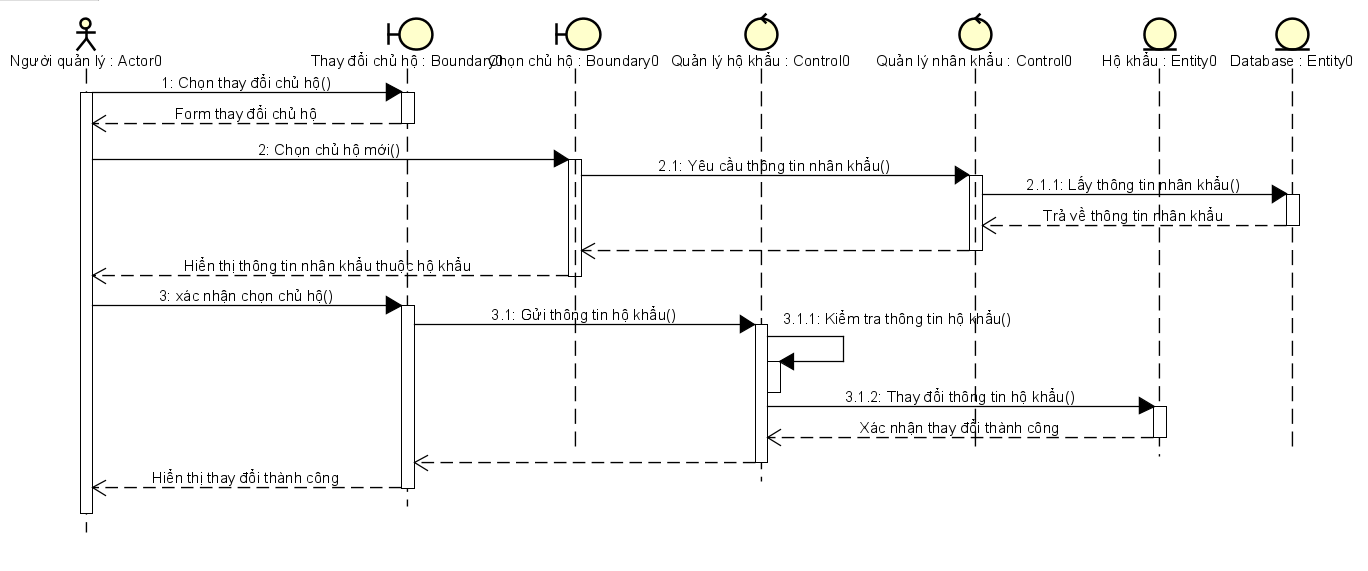 Người quản lý : Actor0
Thay đổi chủ hộ : Boundary0
Chọn chủ hộ : Boundary0
Quản lý hộ khẩu : Control0
Quản lý nhân khẩu : Control0
Hộ khẩu : Entity0
Database : Entity0
1: Chọn thay đổi chủ hộ()
Form thay đổi chủ hộ
2: Chọn chủ hộ mới()
2.1: Yêu cầu thông tin nhân khẩu()
2.1.1: Lấy thông tin nhân khẩu()
Trả về thông tin nhân khẩu
Hiển thị thông tin nhân khẩu thuộc hộ khẩu
3: xác nhận chọn chủ hộ()
3.1: Gửi thông tin hộ khẩu()
3.1.1: Kiểm tra thông tin hộ khẩu()
3.1.2: Thay đổi thông tin hộ khẩu()
Xác nhận thay đổi thành công
Hiển thị thay đổi thành công